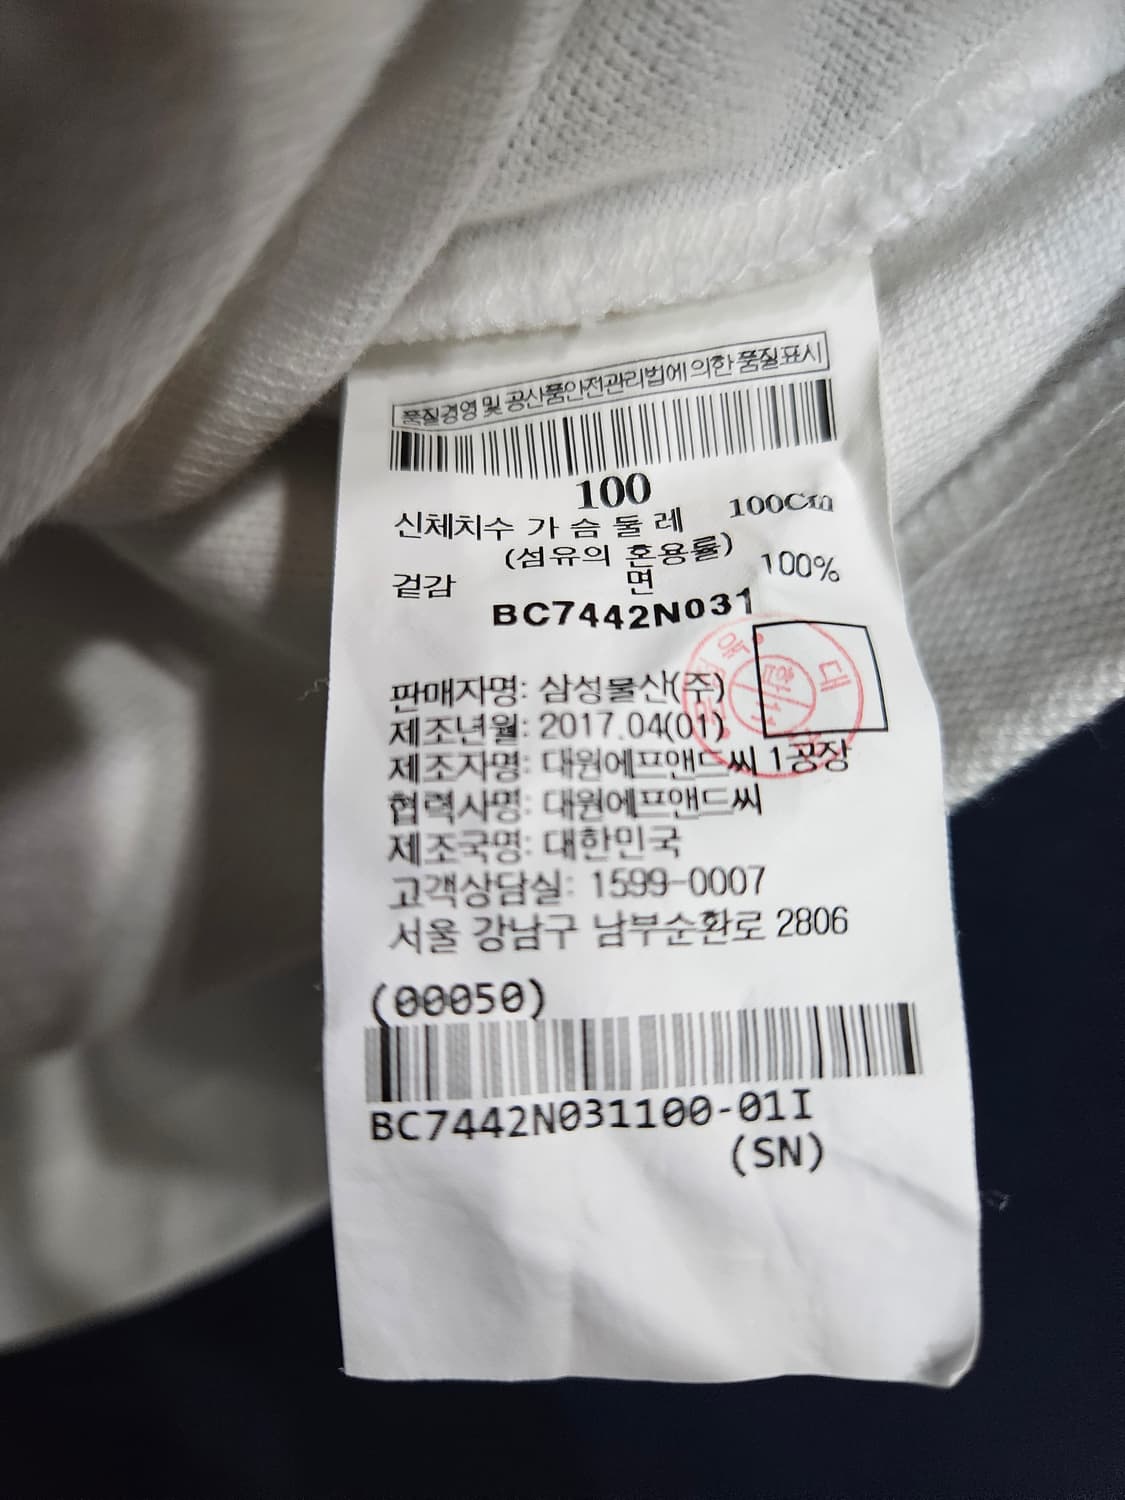 품질경영 및 공산품안전관리법에 의한 품질표시
100
신체치수 가 슴 둘 레 100Cm
(섬유의 혼용률)
겉감 면 100%
BC7442N031
판매자명: 삼성물산(주)
제조년월: 2017.04(01)
제조자명: 대원에프앤드씨 1공장
협력사명: 대원에프앤드씨
제조국명: 대한민국
고객상담실: 1599-0007
서울 강남구 남부순환로 2806
(00050)
BC7442N031100-01I
(SN)